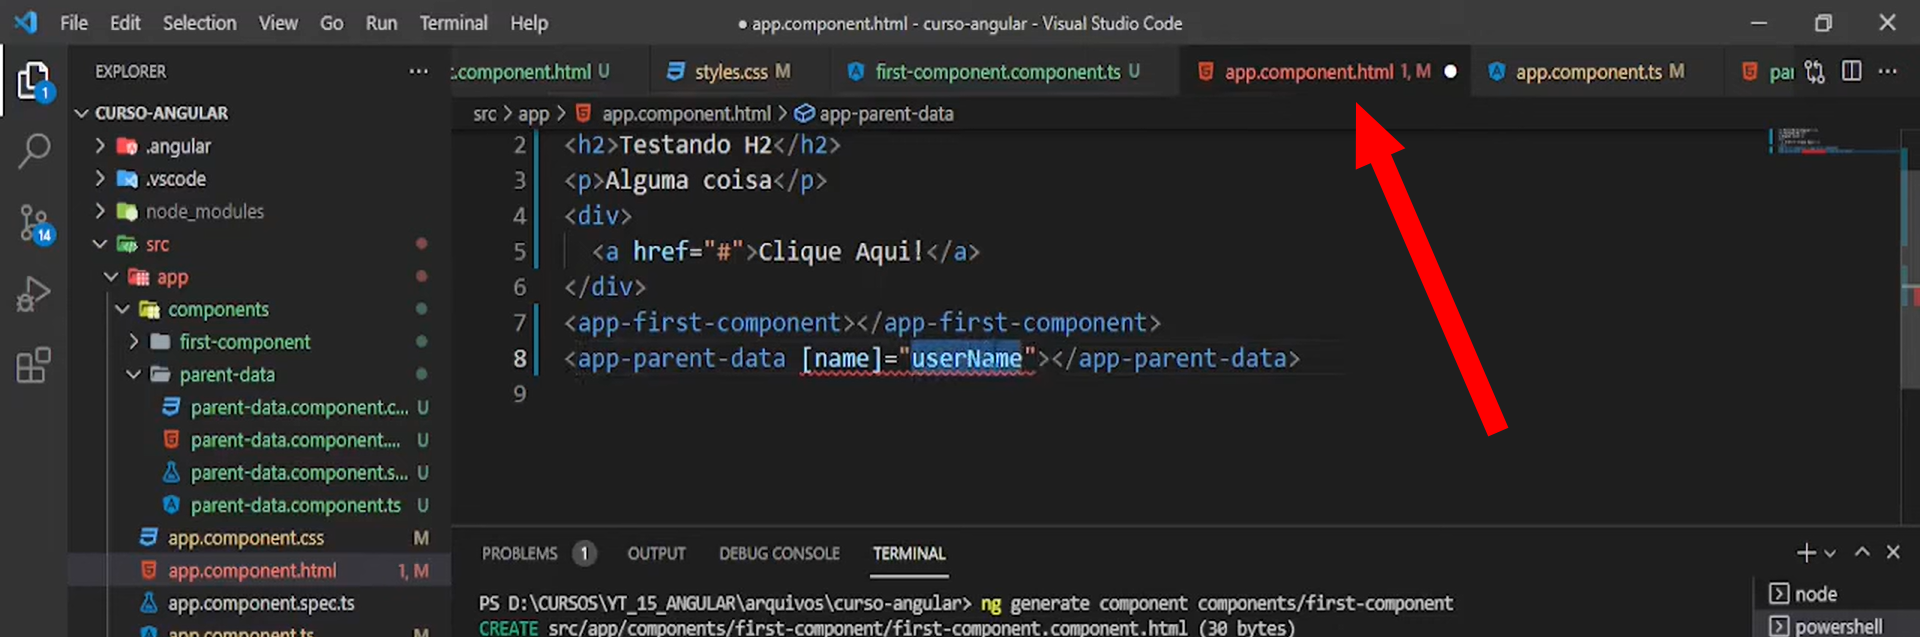 File Edit Selection View Go Run Terminal Help
● app.component.html - curso-angular - Visual Studio Code
EXPLORER
t.component.html U
styles.css M
first-component.component.ts U
app.component.html 1, M
app.component.ts M
1
CURSO-ANGULAR
.angular
.vscode
node_modules
14
src
app
components
first-component
parent-data
parent-data.component.c... U
parent-data.component.... U
parent-data.component.s... U
parent-data.component.ts U
app.component.css M
app.component.html 1, M
app.component.spec.ts
app.component.ts M
src > app > app.component.html > app-parent-data
2 <h2>Testando H2</h2>
3 <p>Alguma coisa</p>
4 <div>
5 <a href="#">Clique Aqui!</a>
6 </div>
7 <app-first-component></app-first-component>
8 <app-parent-data [name]="userName"></app-parent-data>
9
PROBLEMS 1 OUTPUT DEBUG CONSOLE TERMINAL
PS D:\CURSOS\YT_15_ANGULAR\arquivos\curso-angular> ng generate component components/first-component
CREATE src/app/components/first-component/first-component.component.html (30 bytes)
node
powershell